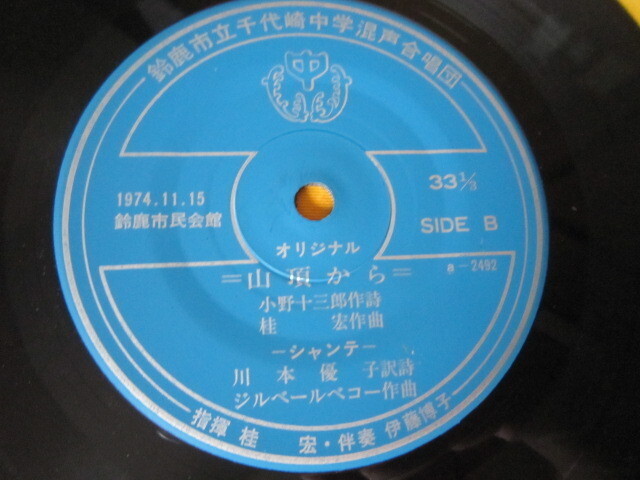 鈴鹿市立千代崎中学混声合唱団
中
1974.11.15
鈴鹿市民会館
33 1/3
SIDE B
オリジナル
=山頂から=
a-2492
小野十三郎作詩
桂 宏作曲
-シャンテ-
川本優子訳詩
ジルベールベコー作曲
指揮 桂 宏・伴奏 伊藤博子